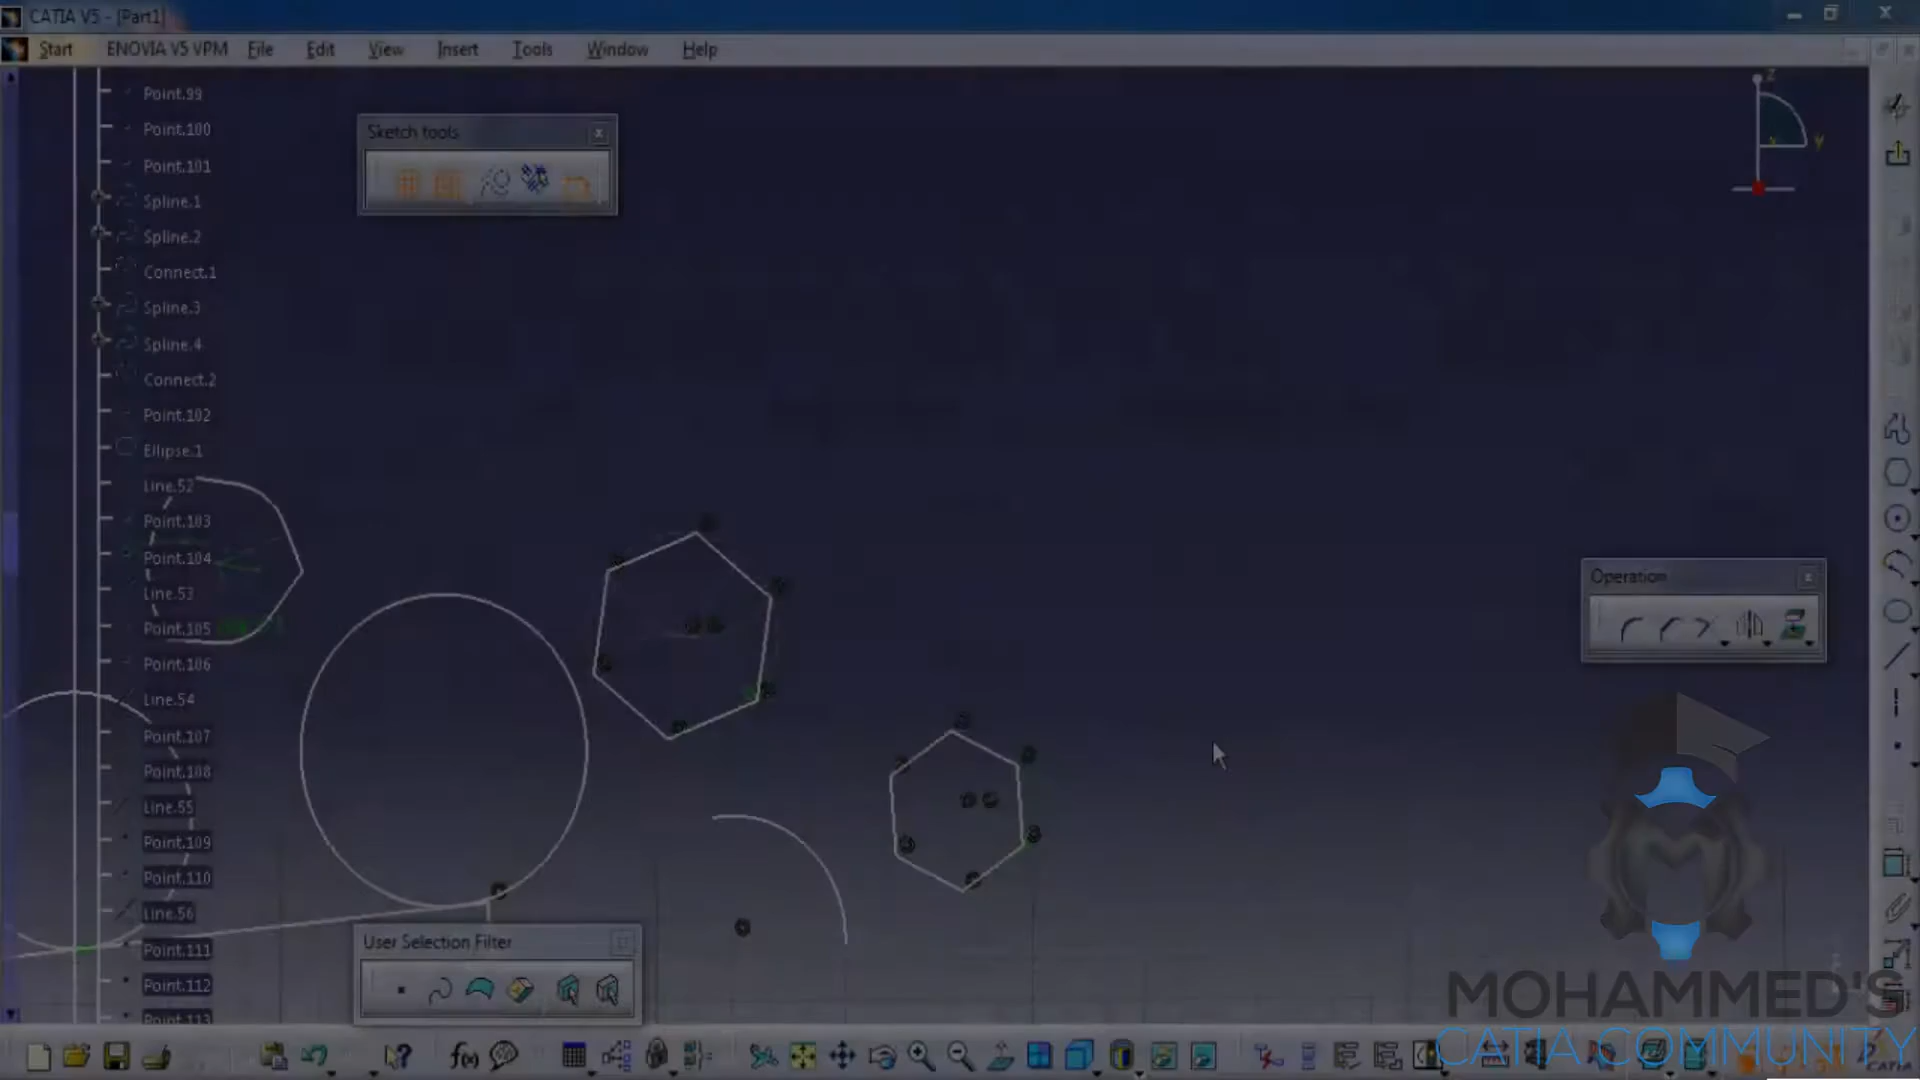 CATIA V5 - [Part1]
Start ENOVIA V5 VPM File Edit View Insert Tools Window Help
Point.99
Point.100
Point.101
Spline.1
Spline.2
Connect.1
Spline.3
Spline.4
Connect.2
Point.102
Ellipse.1
Line.52
Point.103
Point.104
Line.53
Point.105
Point.106
Line.54
Point.107
Point.108
Line.55
Point.109
Point.110
Line.56
Point.111
Point.112
Point.113
Sketch tools
z
y
Operation
User Selection Filter
f(x)
MOHAMMED'S
CATIA COMMUNITY